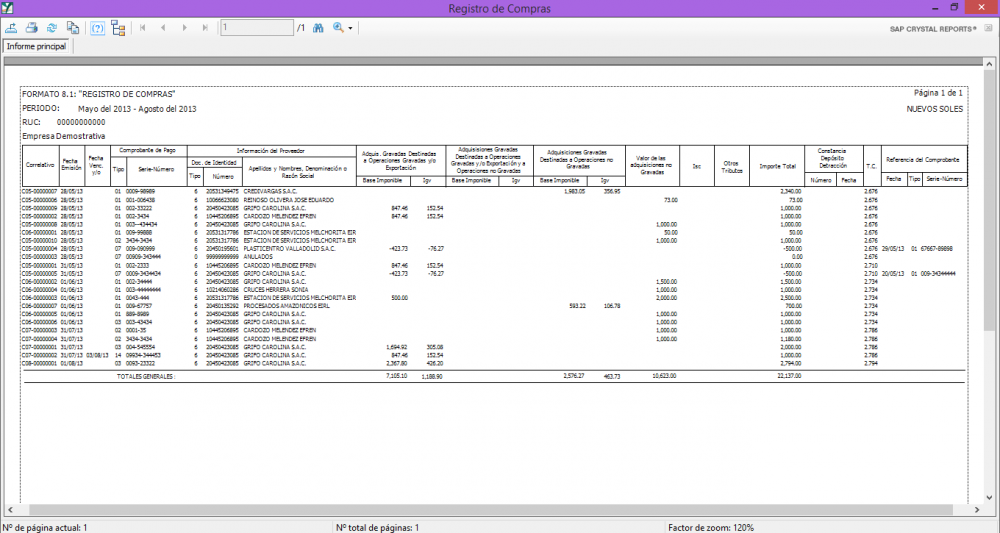 Registro de Compras
1 /1 SAP CRYSTAL REPORTS®
Informe principal
FORMATO 8.1: "REGISTRO DE COMPRAS" Página 1 de 1
PERIODO: Mayo del 2013 - Agosto del 2013 NUEVOS SOLES
RUC: 00000000000
Empresa Demostrativa
Correlativo Fecha Emisión Fecha Venc. y/o Comprobante de Pago Tipo Serie-Número Información del Proveedor Doc. de Identidad Tipo Número Apellidos y Nombres, Denominación o Razón Social Adquis. Gravadas Destinadas a Operaciones Gravadas y/o Exportación Base Imponible Igv Adquisiciones Gravadas Destinadas a Operaciones Gravadas y/o Exportación y a Operaciones no Gravadas Base Imponible Igv Adquisiciones Gravadas Destinadas a Operaciones no Gravadas Base Imponible Igv Valor de las adquisiciones no Gravadas Isc Otros Tributos Importe Total Constancia Depósito Detracción Número Fecha T.C. Referencia del Comprobante Fecha Tipo Serie-Número
C05-00000007 28/05/13 01 0009-98989 6 20531349475 CREDIVARGAS S.A.C. 1,983.05 356.95 2,340.00 2.676
C05-00000006 28/05/13 01 001-006438 6 10066623080 REINOSO OLIVERA JOSE EDUARDO 73.00 73.00 2.676
C05-00000009 28/05/13 01 002-33222 6 20450423085 GRIFO CAROLINA S.A.C. 847.46 152.54 1,000.00 2.676
C05-00000002 28/05/13 02 002-3434 6 10445206895 CARDOZO MELENDEZ EFREN 847.46 152.54 1,000.00 2.676
C05-00000008 28/05/13 01 003--434434 6 20450423085 GRIFO CAROLINA S.A.C. 1,000.00 1,000.00 2.676
C06-00000001 28/05/13 01 009-99888 6 20531317786 ESTACION DE SERVICIOS MELCHORITA EIR 50.00 50.00 2.676
C05-00000010 28/05/13 02 3434-3434 6 20531317786 ESTACION DE SERVICIOS MELCHORITA EIR 1,000.00 1,000.00 2.676
C05-00000004 28/05/13 07 009-090999 6 20450195601 PLASTICENTRO VALLADOLID S.A.C. -423.73 -76.27 -500.00 2.676 29/05/13 01 67667-89898
C05-00000003 28/05/13 07 00909-343444 0 99999999999 ANULADOS 0.00 2.676
C05-00000001 31/05/13 01 002-2333 6 10445206895 CARDOZO MELENDEZ EFREN 847.46 152.54 1,000.00 2.710
C05-00000005 31/05/13 07 0009-343434 6 20450423085 GRIFO CAROLINA S.A.C. -423.73 -76.27 -500.00 2.710 20/05/13 01 009-34344444
C06-00000002 01/06/13 01 002-34444 6 20450423085 GRIFO CAROLINA S.A.C. 1,500.00 1,500.00 2.734
C06-00000004 01/06/13 01 003-44444444 6 10214060286 CRUCES HERRERA SONIA 1,000.00 1,000.00 2.734
C06-00000003 01/06/13 01 0043-444 6 20531317786 ESTACION DE SERVICIOS MELCHORITA EIR 500.00 2,000.00 2,500.00 2.734
C06-00000007 01/06/13 01 009-67757 6 20450135292 PROCESADOS AMAZONICOS EIRL 593.22 106.78 700.00 2.734
C06-00000005 01/06/13 01 889-8989 6 20450423085 GRIFO CAROLINA S.A.C. 1,000.00 1,000.00 2.734
C06-00000006 01/06/13 03 003-43434 6 20450423085 GRIFO CAROLINA S.A.C. 1,000.00 1,000.00 2.734
C07-00000003 31/07/13 02 0001-35 6 10445206895 CARDOZO MELENDEZ EFREN 1,000.00 1,000.00 2.786
C07-00000004 31/07/13 02 3434-3434 6 10445206895 CARDOZO MELENDEZ EFREN 1,000.00 1,180.00 2.786
C07-00000001 31/07/13 03 004-545554 6 20450423085 GRIFO CAROLINA S.A.C. 1,694.92 305.08 2,000.00 2.786
C07-00000002 31/07/13 03/08/13 14 09934-344453 6 20450423085 GRIFO CAROLINA S.A.C. 847.46 152.54 1,000.00 2.786
C08-00000001 01/08/13 03 0093-23322 6 20450423085 GRIFO CAROLINA S.A.C. 2,367.80 426.20 2,794.00 2.794
TOTALES GENERALES : 7,105.10 1,188.90 2,576.27 463.73 10,623.00 22,137.00
Nº de página actual: 1 Nº total de páginas: 1 Factor de zoom: 120%